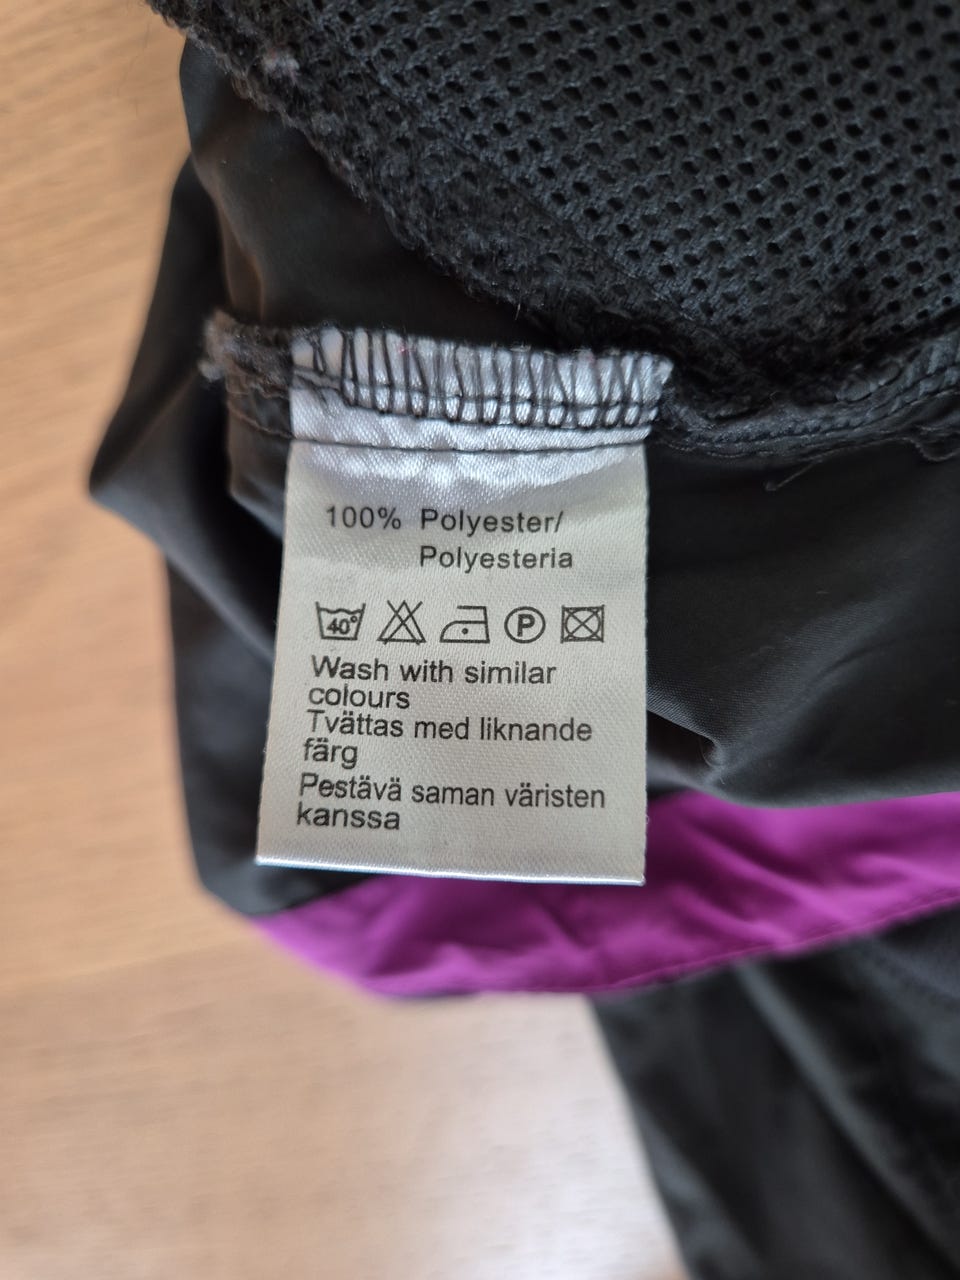 100% Polyester/
Polyesteria
40° P
Wash with similar
colours
Tvättas med liknande
färg
Pestävä saman väristen
kanssa